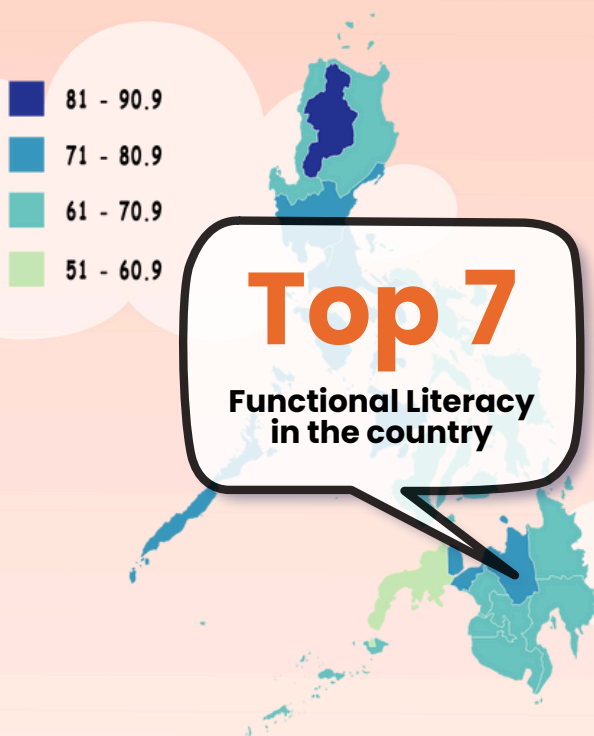 81 - 90.9
71 - 80.9
61 - 70.9
51 - 60.9
Top 7
Functional Literacy
in the country